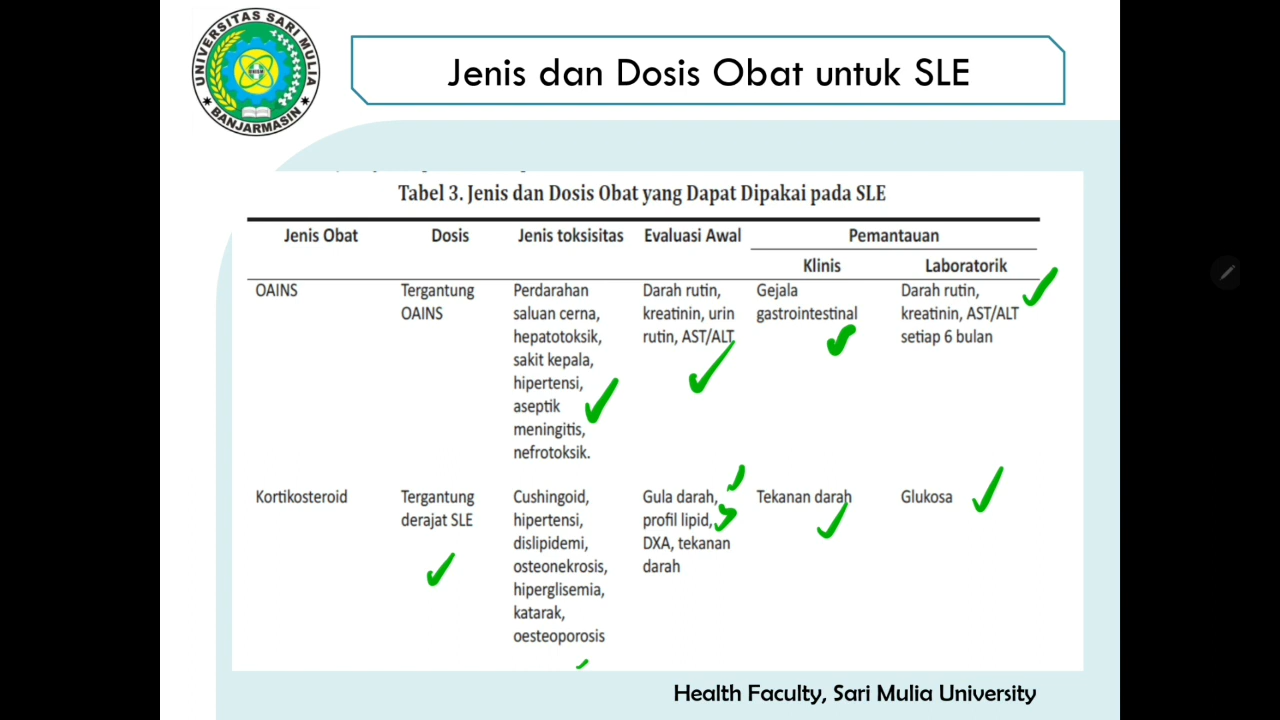 UNIVERSITAS SARI MULIA
BANJARMASIN
Jenis dan Dosis Obat untuk SLE
Tabel 3. Jenis dan Dosis Obat yang Dapat Dipakai pada SLE
Jenis Obat Dosis Jenis toksisitas Evaluasi Awal Pemantauan
Klinis Laboratorik
OAINS Tergantung Perdarahan Darah rutin, Gejala Darah rutin,
OAINS saluan cerna, kreatinin, urin gastrointestinal kreatinin, AST/ALT
hepatotoksik, rutin, AST/ALT setiap 6 bulan
sakit kepala,
hipertensi,
aseptik
meningitis,
nefrotoksik.
Kortikosteroid Tergantung Cushingoid, Gula darah, Tekanan darah Glukosa
derajat SLE hipertensi, profil lipid,
dislipidemi, DXA, tekanan
osteonekrosis, darah
hiperglisemia,
katarak,
oesteoporosis
Health Faculty, Sari Mulia University